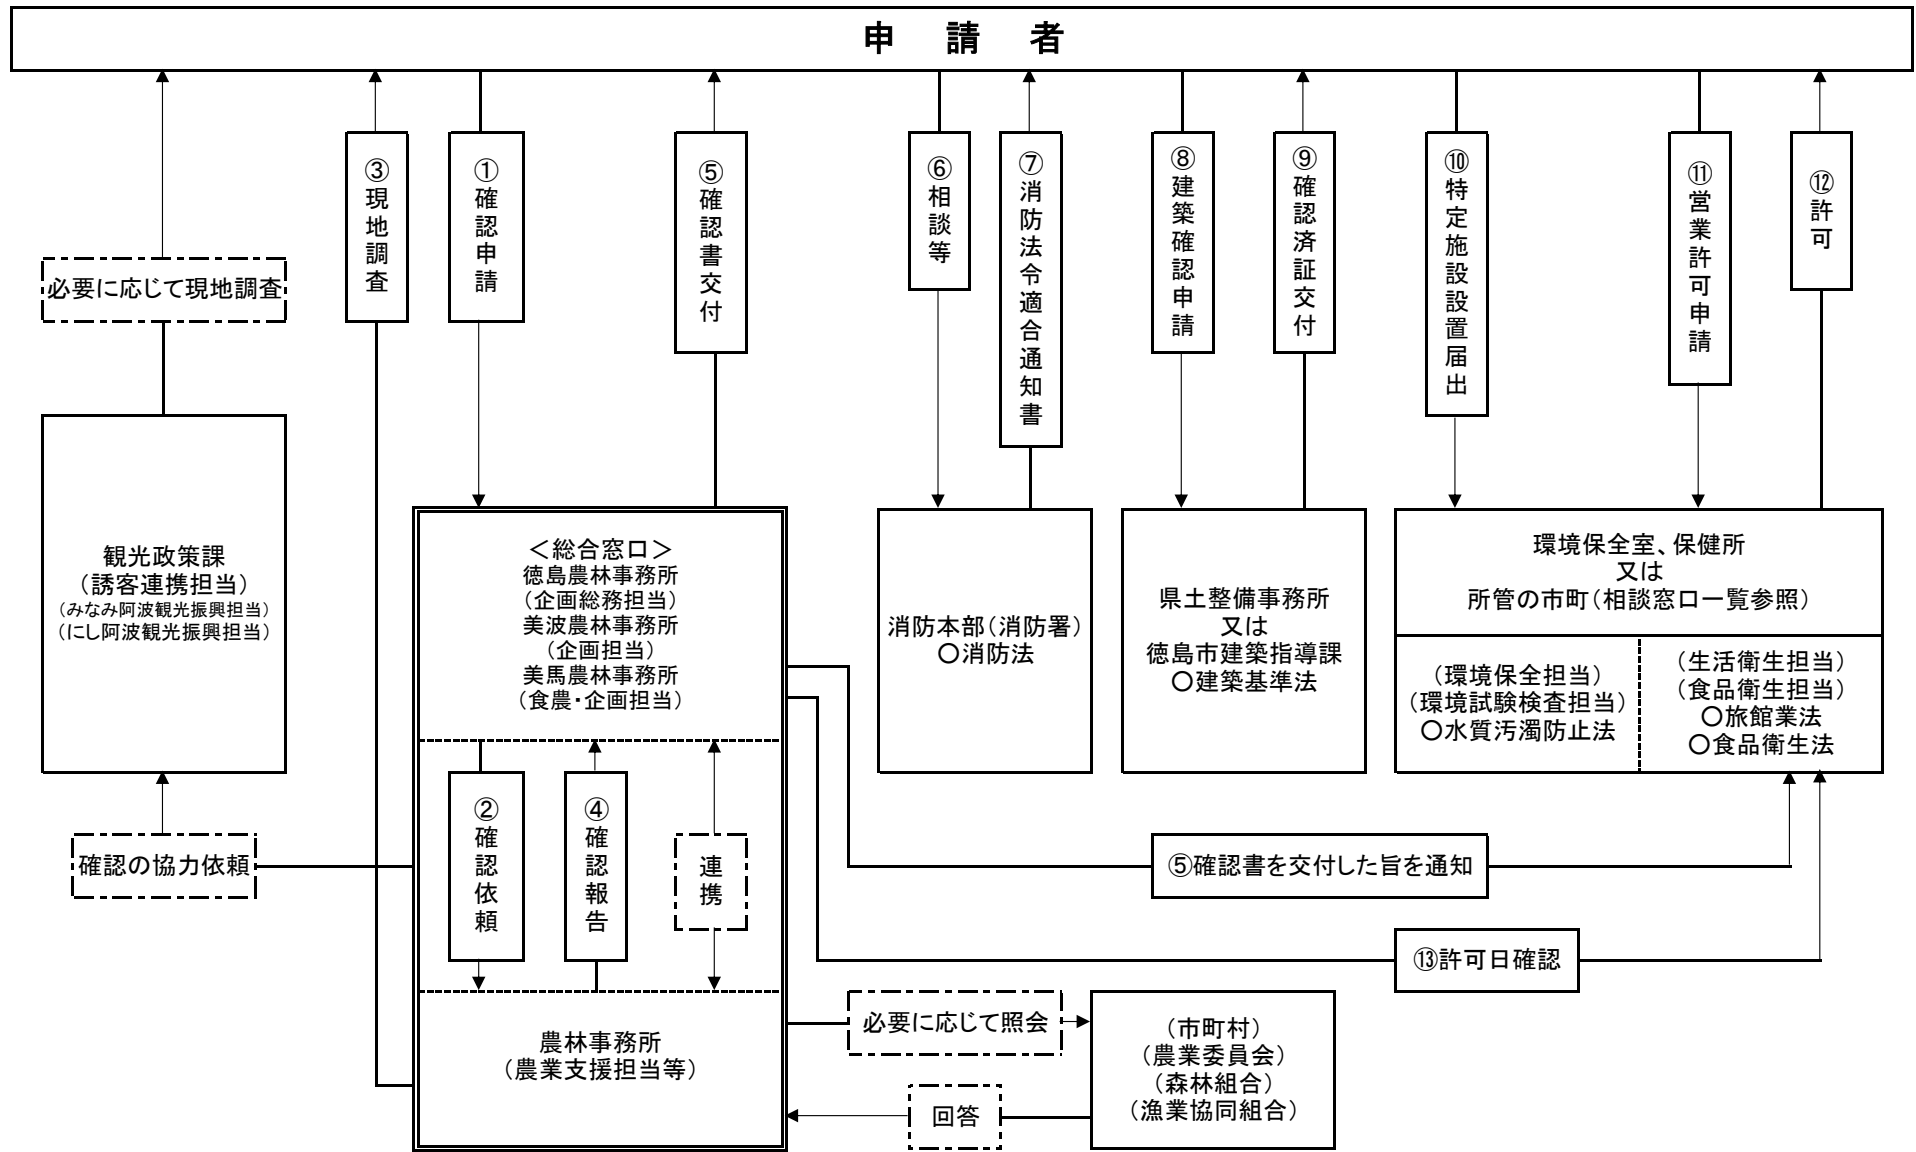 申 請 者
③現地調査
①確認申請
⑤確認書交付
⑥相談等
⑦消防法令適合通知書
⑧建築確認申請
⑨確認済証交付
⑩特定施設設置届出
⑪営業許可申請
⑫許可
必要に応じて現地調査
観光政策課
(誘客連携担当)
(みなみ阿波観光振興担当)
(にし阿波観光振興担当)
<総合窓口>
徳島農林事務所
(企画総務担当)
美波農林事務所
(企画担当)
美馬農林事務所
(食農・企画担当)
消防本部(消防署)
○消防法
県土整備事務所
又は
徳島市建築指導課
○建築基準法
環境保全室、保健所
又は
所管の市町(相談窓口一覧参照)
(環境保全担当)
(環境試験検査担当)
○水質汚濁防止法
(生活衛生担当)
(食品衛生担当)
○旅館業法
○食品衛生法
②確認依頼
④確認報告
連携
確認の協力依頼
⑤確認書を交付した旨を通知
⑬許可日確認
農林事務所
(農業支援担当等)
必要に応じて照会
(市町村)
(農業委員会)
(森林組合)
(漁業協同組合)
回答